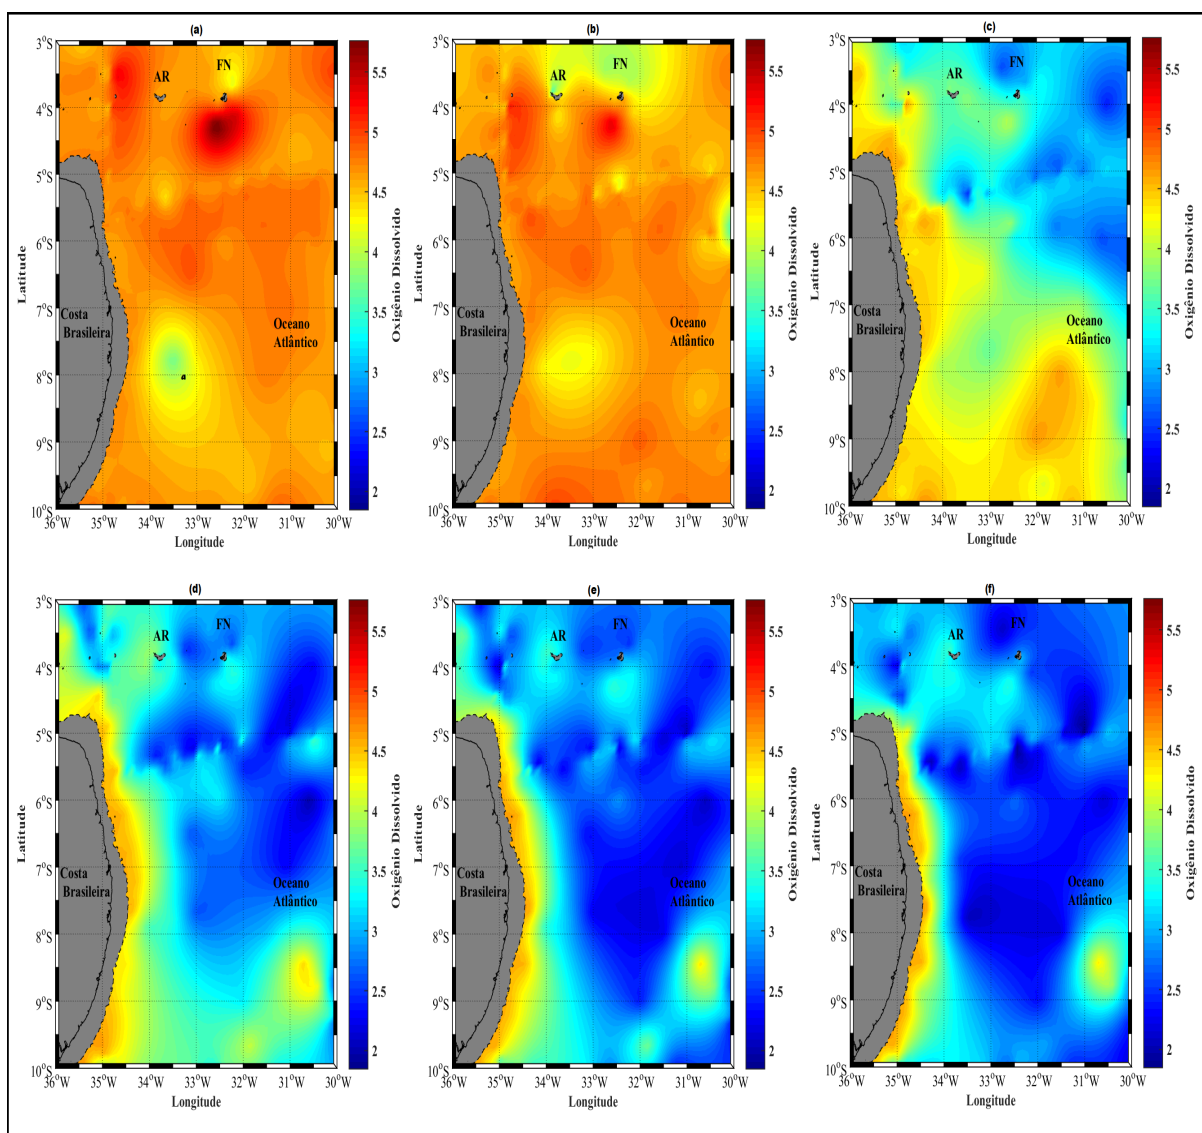 (a)
3°S
4°S
5°S
6°S
7°S
8°S
9°S
10°S
Latitude
36°W 35°W 34°W 33°W 32°W 31°W 30°W
Longitude
AR
FN
Costa
Brasileira
Oceano
Atlântico
5.5
5
4.5
4
3.5
3
2.5
2
Oxigênio Dissolvido
(b)
3°S
4°S
5°S
6°S
7°S
8°S
9°S
10°S
Latitude
36°W 35°W 34°W 33°W 32°W 31°W 30°W
Longitude
AR
FN
Costa
Brasileira
Oceano
Atlântico
5.5
5
4.5
4
3.5
3
2.5
2
Oxigênio Dissolvido
(c)
3°S
4°S
5°S
6°S
7°S
8°S
9°S
10°S
Latitude
36°W 35°W 34°W 33°W 32°W 31°W 30°W
Longitude
AR
FN
Costa
Brasileira
Oceano
Atlântico
5.5
5
4.5
4
3.5
3
2.5
2
Oxigênio Dissolvido
(d)
3°S
4°S
5°S
6°S
7°S
8°S
9°S
10°S
Latitude
36°W 35°W 34°W 33°W 32°W 31°W 30°W
Longitude
AR
FN
Costa
Brasileira
Oceano
Atlântico
5.5
5
4.5
4
3.5
3
2.5
2
Oxigênio Dissolvido
(e)
3°S
4°S
5°S
6°S
7°S
8°S
9°S
10°S
Latitude
36°W 35°W 34°W 33°W 32°W 31°W 30°W
Longitude
AR
FN
Costa
Brasileira
Oceano
Atlântico
5.5
5
4.5
4
3.5
3
2.5
2
Oxigênio Dissolvido
(f)
3°S
4°S
5°S
6°S
7°S
8°S
9°S
10°S
Latitude
36°W 35°W 34°W 33°W 32°W 31°W 30°W
Longitude
AR
FN
Costa
Brasileira
Oceano
Atlântico
5.5
5
4.5
4
3.5
3
2.5
2
Oxigênio Dissolvido